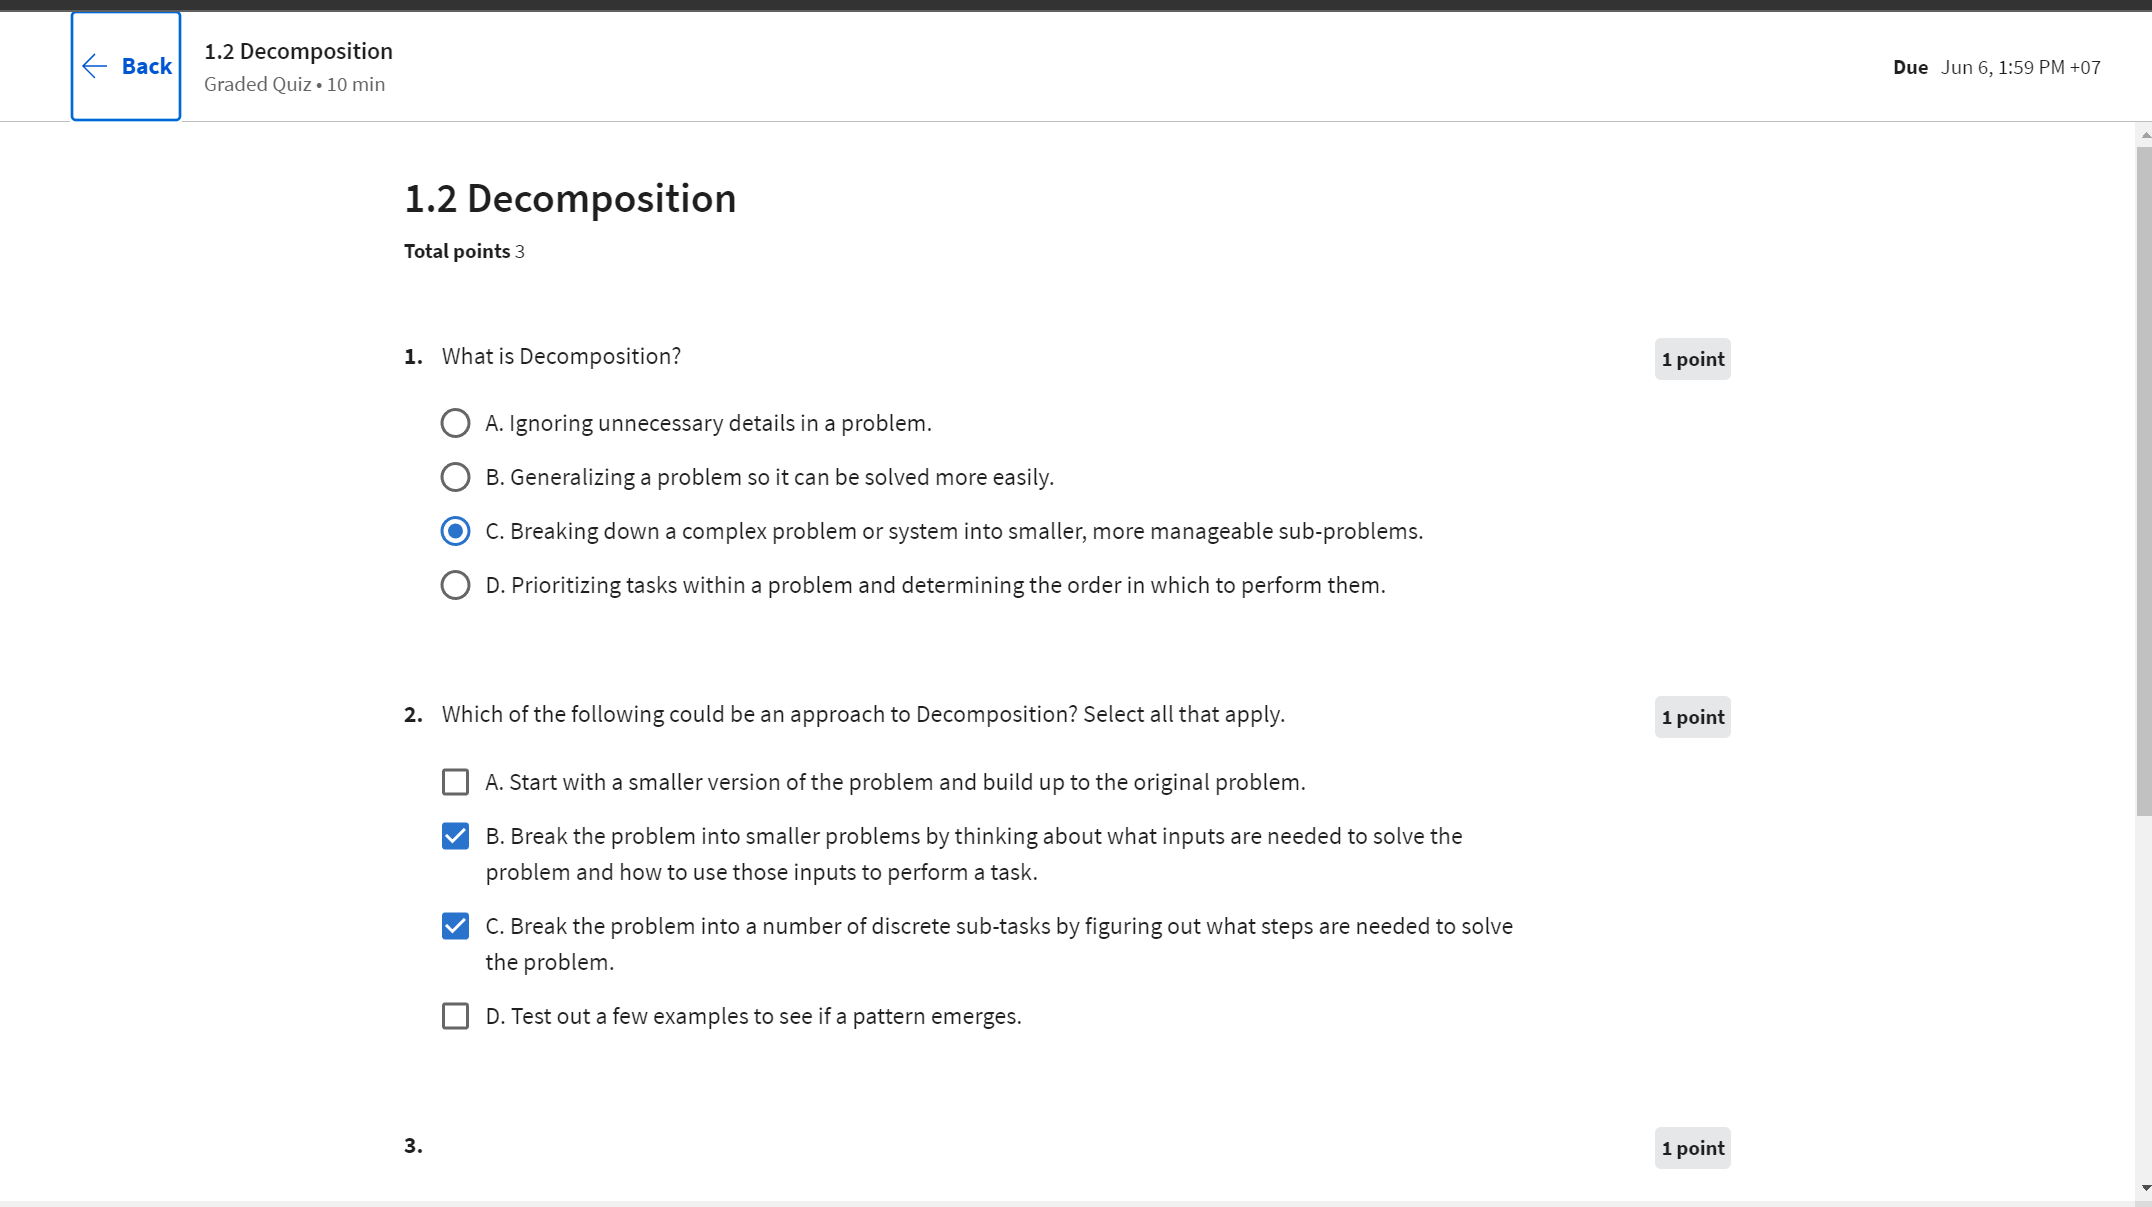 Back
1.2 Decomposition
Graded Quiz • 10 min
Due Jun 6, 1:59 PM +07
1.2 Decomposition
Total points 3
1. What is Decomposition?
1 point
A. Ignoring unnecessary details in a problem.
B. Generalizing a problem so it can be solved more easily.
C. Breaking down a complex problem or system into smaller, more manageable sub-problems.
D. Prioritizing tasks within a problem and determining the order in which to perform them.
2. Which of the following could be an approach to Decomposition? Select all that apply.
1 point
A. Start with a smaller version of the problem and build up to the original problem.
B. Break the problem into smaller problems by thinking about what inputs are needed to solve the
problem and how to use those inputs to perform a task.
C. Break the problem into a number of discrete sub-tasks by figuring out what steps are needed to solve
the problem.
D. Test out a few examples to see if a pattern emerges.
3.
1 point